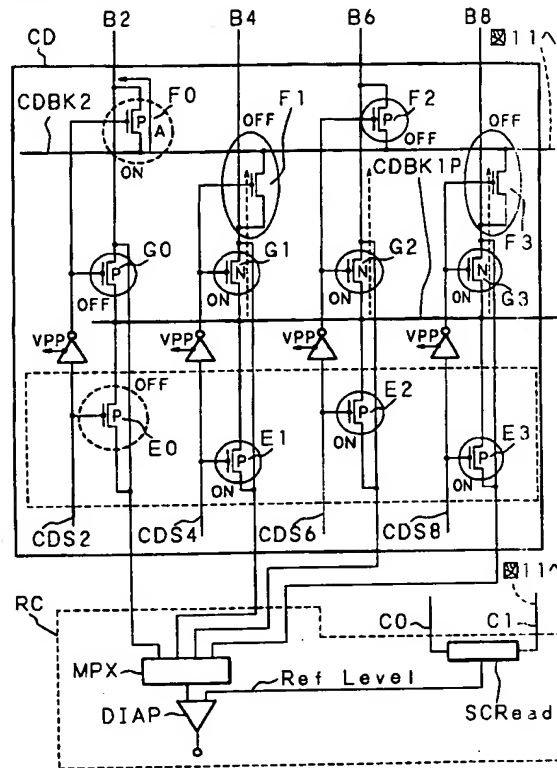 B2 B4 B6 B8
CD 図11へ
CDBK2 F0 F1 F2
P A OFF P OFF
ON OFF CDBK1P
F3
G0 G1 G2
P N N N
OFF ON ON ON G3
VPP VPP VPP VPP
OFF
P E0 P E1 P E2 P E3
ON ON ON
CDS2 CDS4 CDS6 CDS8
図11へ
RC C0 C1
MPX
Ref Level
DIAP SCRead